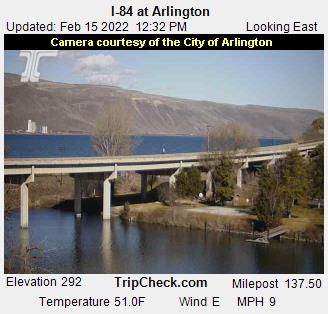 I-84 at Arlington
Updated: Feb 15 2022 12:32 PM Looking East
Camera courtesy of the City of Arlington
Elevation 292 TripCheck.com Milepost 137.50
Temperature 51.0F Wind E MPH 9